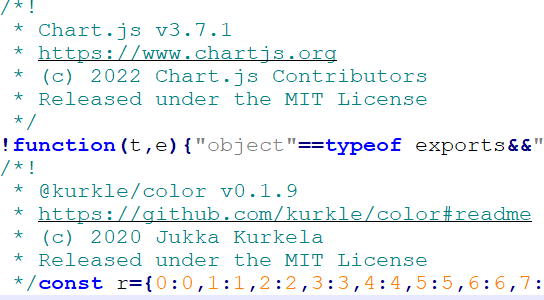 /*!
 * Chart.js v3.7.1
 * https://www.chartjs.org
 * (c) 2022 Chart.js Contributors
 * Released under the MIT License
 */
!function(t,e){"object"==typeof exports&&"
/*!
 * @kurkle/color v0.1.9
 * https://github.com/kurkle/color#readme
 * (c) 2020 Jukka Kurkela
 * Released under the MIT License
 */const r={0:0,1:1,2:2,3:3,4:4,5:5,6:6,7: